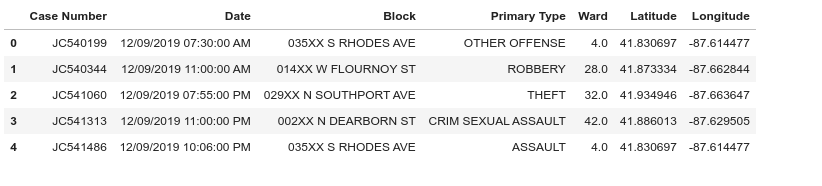 Case Number Date Block Primary Type Ward Latitude Longitude
0 JC540199 12/09/2019 07:30:00 AM 035XX S RHODES AVE OTHER OFFENSE 4.0 41.830697 -87.614477
1 JC540344 12/09/2019 11:00:00 AM 014XX W FLOURNOY ST ROBBERY 28.0 41.873334 -87.662844
2 JC541060 12/09/2019 07:55:00 PM 029XX N SOUTHPORT AVE THEFT 32.0 41.934946 -87.663647
3 JC541313 12/09/2019 11:00:00 PM 002XX N DEARBORN ST CRIM SEXUAL ASSAULT 42.0 41.886013 -87.629505
4 JC541486 12/09/2019 10:06:00 PM 035XX S RHODES AVE ASSAULT 4.0 41.830697 -87.614477